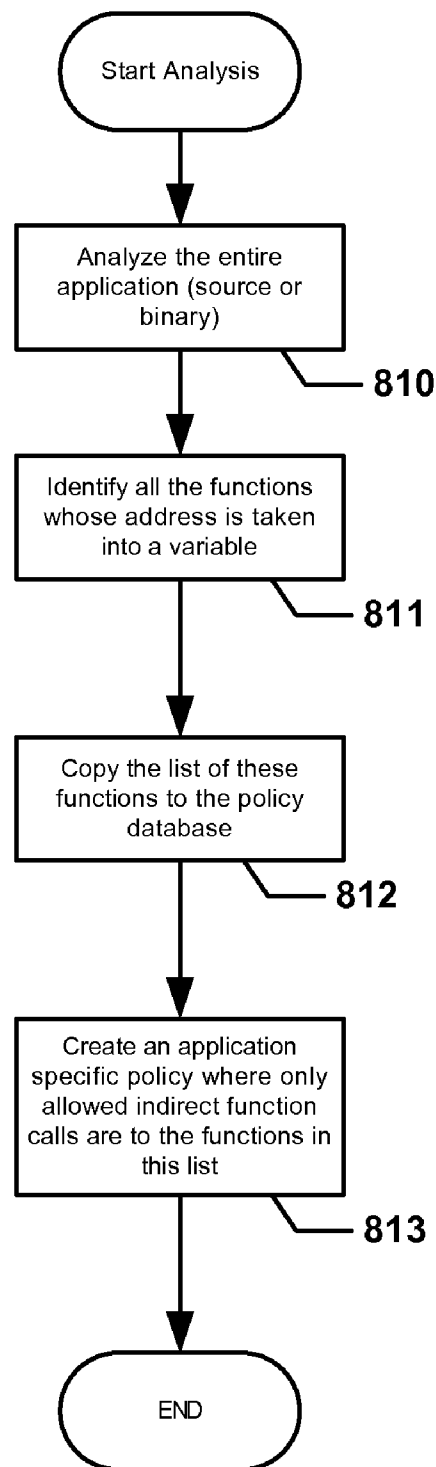 Start Analysis
Analyze the entire
application (source or
binary)
810
Identify all the functions
whose address is taken
into a variable
811
Copy the list of these
functions to the policy
database
812
Create an application
specific policy where only
allowed indirect function
calls are to the functions in
this list
813
END